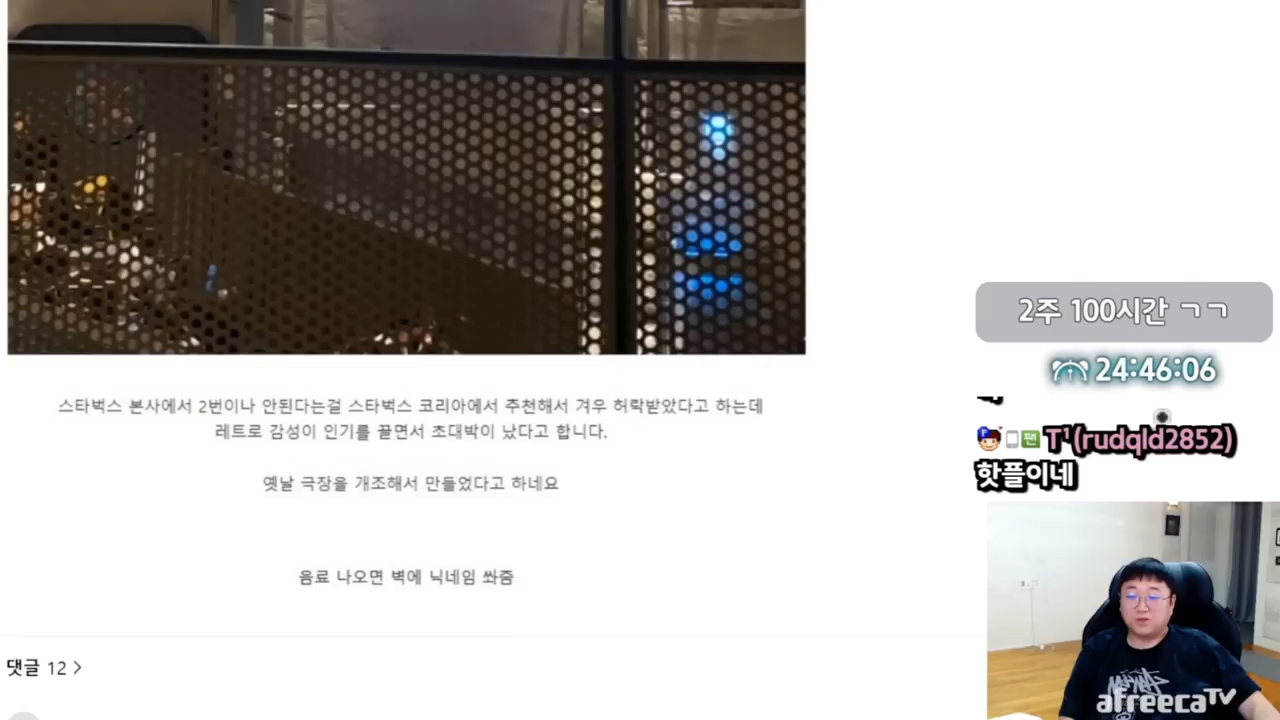 스타벅스 본사에서 2번이나 안된다는걸 스타벅스 코리아에서 추천해서 겨우 허락받았다고 하는데
레트로 감성이 인기를 끌면서 초대박이 났다고 합니다.
옛날 극장을 개조해서 만들었다고 하네요
음료 나오면 벽에 닉네임 쏴줌
댓글 12 >
2주 100시간 ㄱㄱ
24:46:06
F 팬 T¹(rudqld2852)
핫플이네
afreecaTV